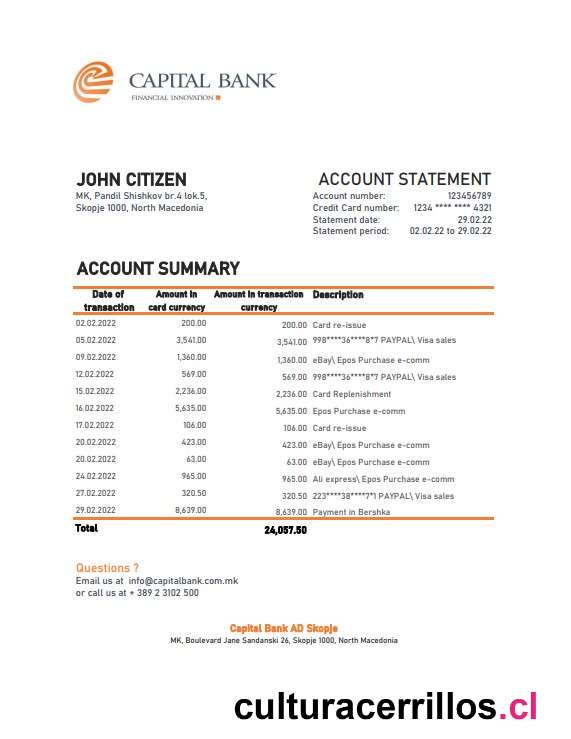 CAPITAL BANK
FINANCIAL INNOVATION
JOHN CITIZEN
MK, Pandil Shishkov br.4 lok.5,
Skopje 1000, North Macedonia
ACCOUNT STATEMENT
Account number: 123456789
Credit Card number: 1234 **** **** 4321
Statement date: 29.02.22
Statement period: 02.02.22 to 29.02.22
ACCOUNT SUMMARY
Date of transaction Amount in card currency Amount in transaction currency Description
02.02.2022 200.00 200.00 Card re-issue
05.02.2022 3,541.00 3,541.00 998****36****8*7 PAYPAL\ Visa sales
09.02.2022 1,360.00 1,360.00 eBay\ Epos Purchase e-comm
12.02.2022 569.00 569.00 998****36****8*7 PAYPAL\ Visa sales
15.02.2022 2,236.00 2,236.00 Card Replenishment
16.02.2022 5,635.00 5,635.00 Epos Purchase e-comm
17.02.2022 106.00 106.00 Card re-issue
20.02.2022 423.00 423.00 eBay\ Epos Purchase e-comm
20.02.2022 63.00 63.00 eBay\ Epos Purchase e-comm
24.02.2022 965.00 965.00 Ali express\ Epos Purchase e-comm
27.02.2022 320.50 320.50 223****38****7*1 PAYPAL\ Visa sales
29.02.2022 8,639.00 8,639.00 Payment in Bershka
Total 24,057.50
Questions ?
Email us at info@capitalbank.com.mk
or call us at + 389 2 3102 500
Capital Bank AD Skopje
MK, Boulevard Jane Sandanski 26, Skopje 1000, North Macedonia
culturacerrillos.cl